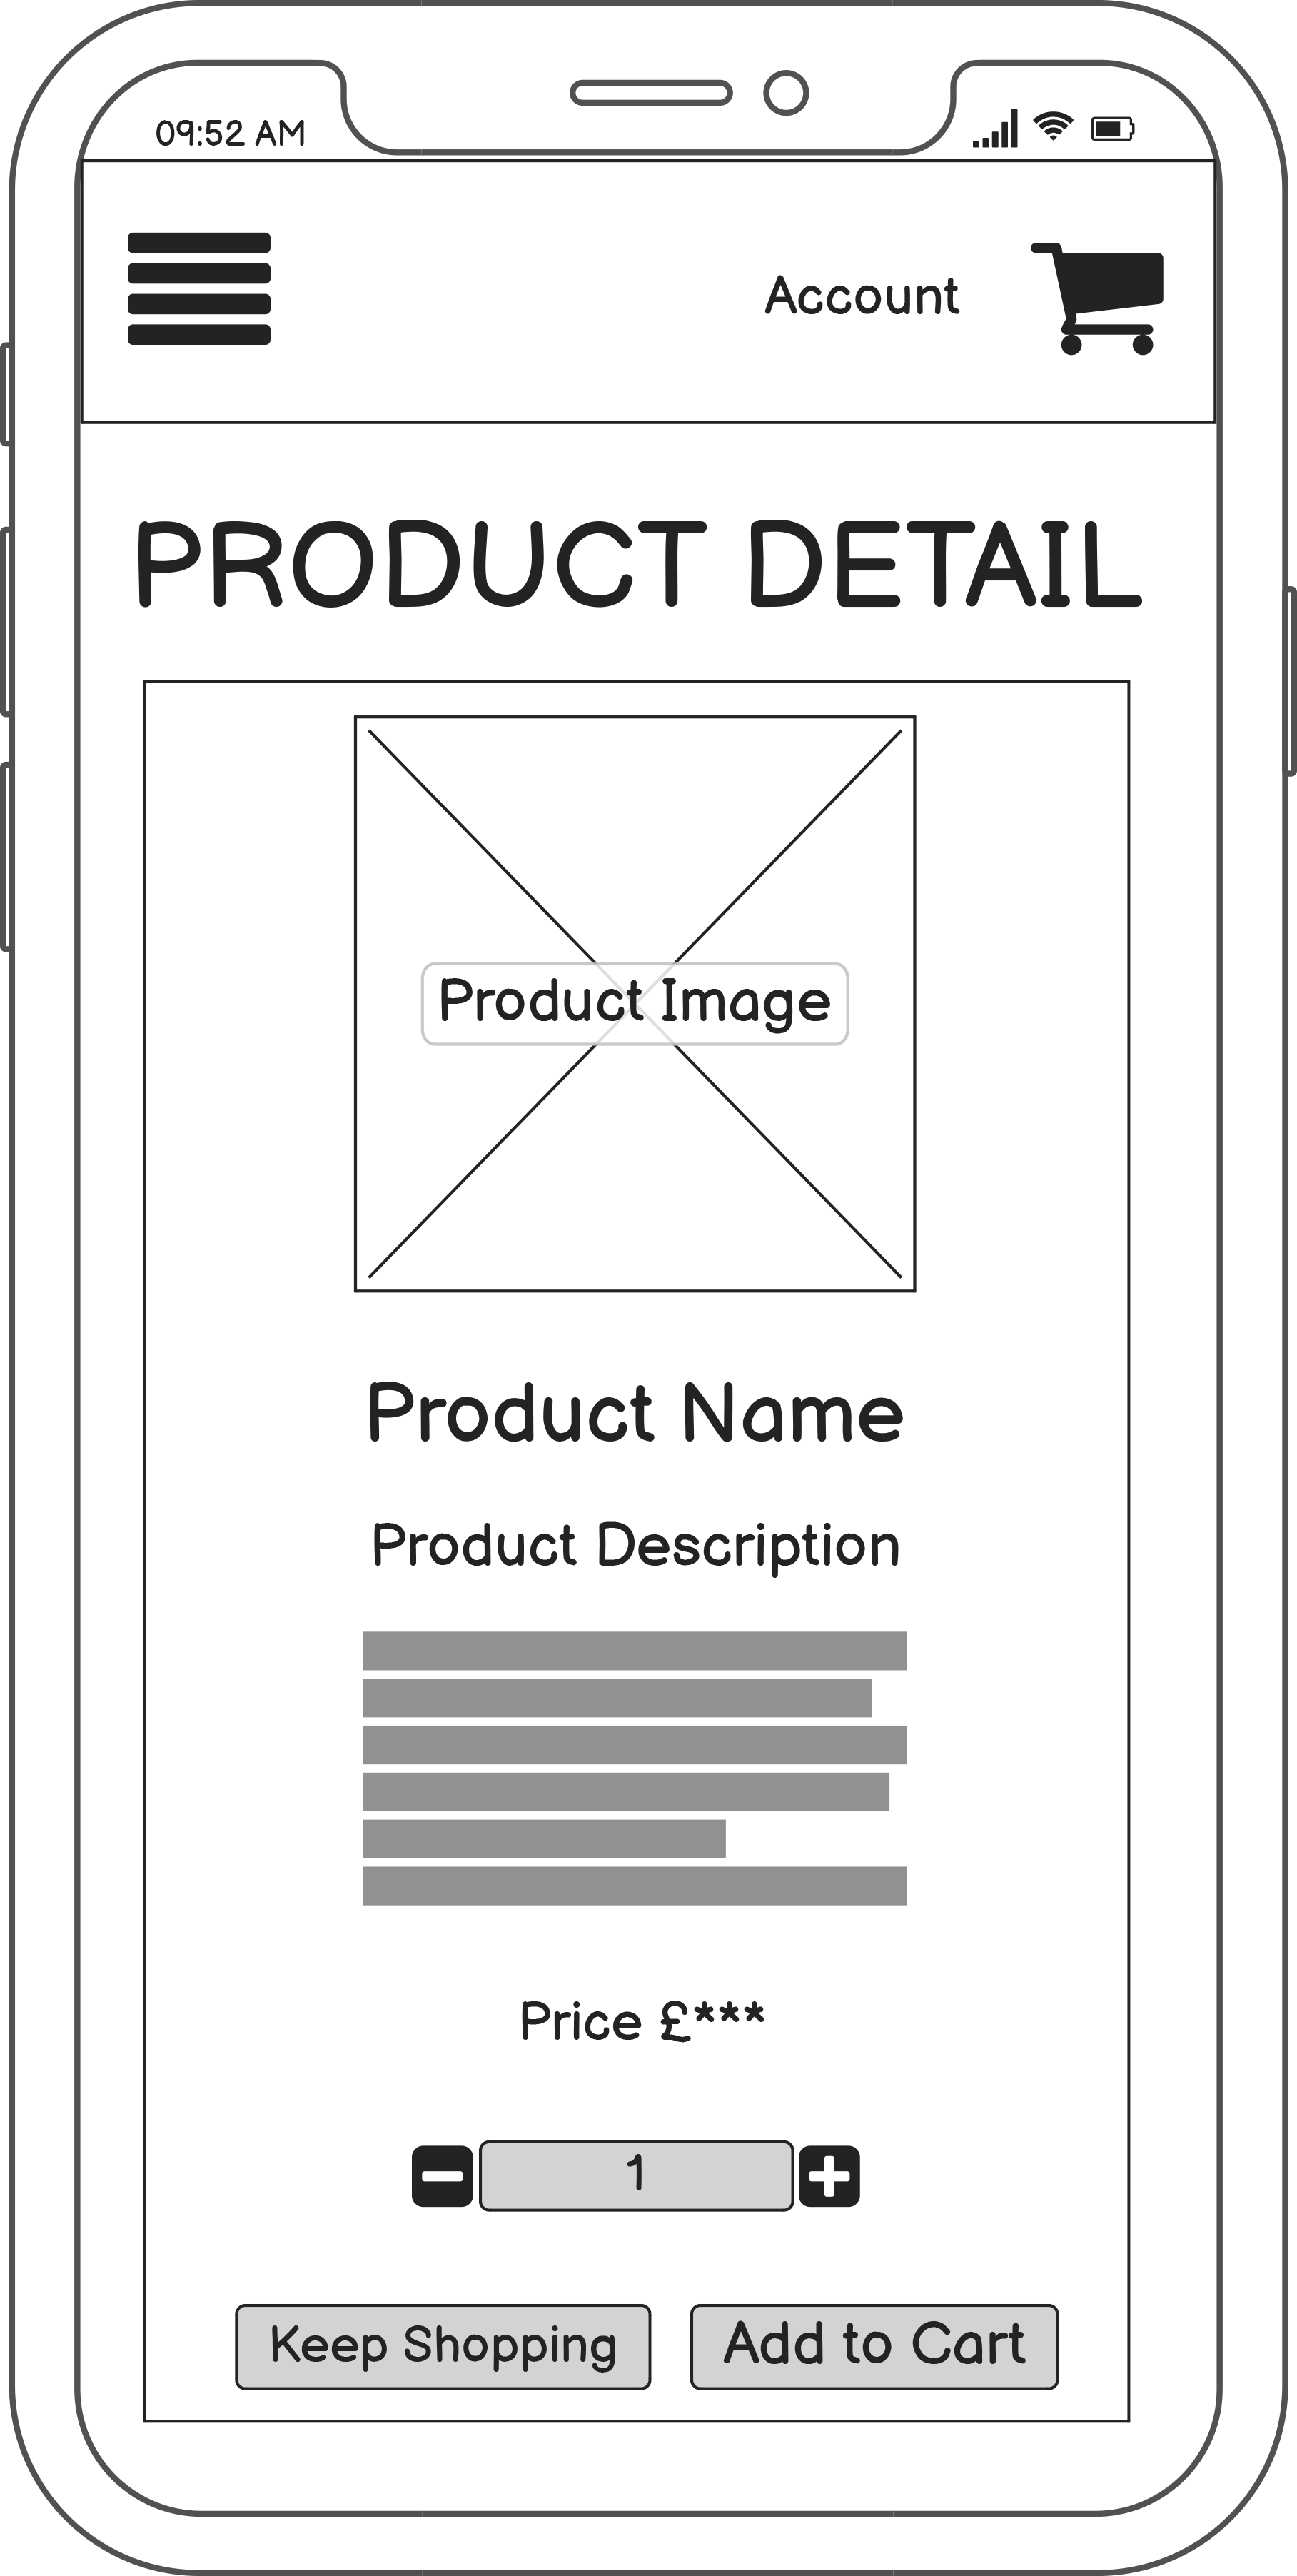 09:52 AM
Account
PRODUCT DETAIL
Product Image
Product Name
Product Description
Price £***
1
Keep Shopping
Add to Cart